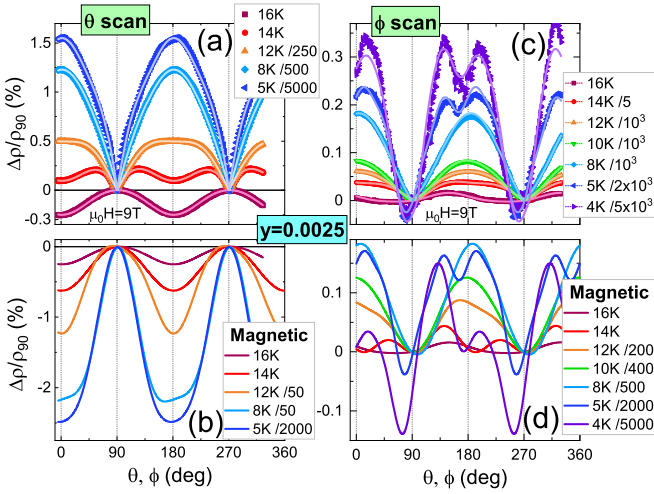 θ scan
ϕ scan
(a)
16K
14K
12K /250
8K /500
5K /5000
1.5
1.0
0.5
0
-0.3
Δρ/ρ90 (%)
μ0H=9T
(c)
16K
14K /5
12K /10³
10K /10³
8K /10³
5K /2x10³
4K /5x10³
0.3
0.2
0.1
0
μ0H=9T
y=0.0025
(b)
0
-1
-2
Δρ/ρ90 (%)
Magnetic
16K
14K
12K /50
8K /50
5K /2000
0 90 180 270 360
θ, ϕ (deg)
(d)
0.1
0
-0.1
Magnetic
16K
14K
12K /200
10K /400
8K /500
5K /2000
4K /5000
0 90 180 270 360
θ, ϕ (deg)